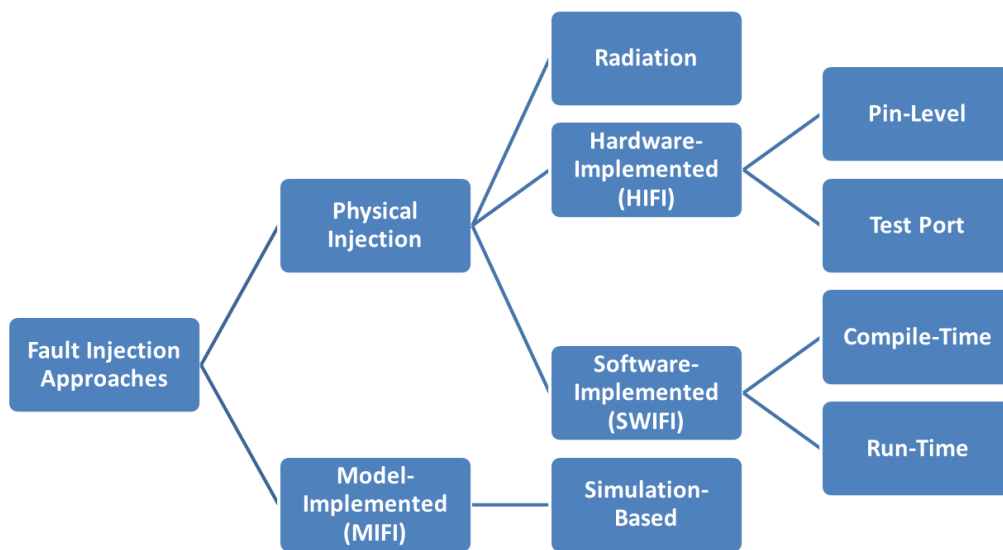 Fault Injection
Approaches
Physical
Injection
Model-
Implemented
(MIFI)
Radiation
Hardware-
Implemented
(HIFI)
Software-
Implemented
(SWIFI)
Simulation-
Based
Pin-Level
Test Port
Compile-Time
Run-Time